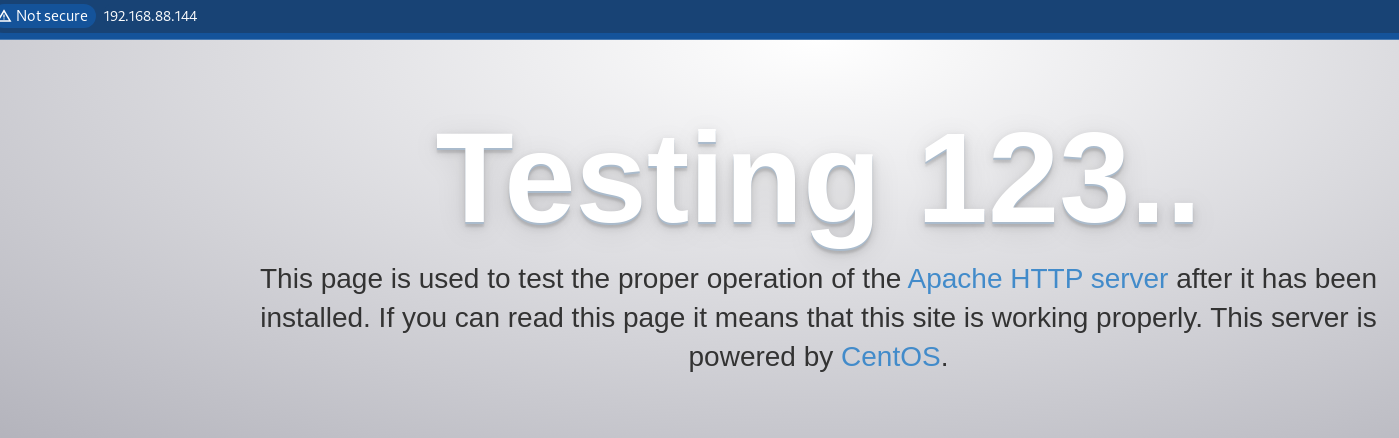 Not secure 192.168.88.144
Testing 123..
This page is used to test the proper operation of the Apache HTTP server after it has been
installed. If you can read this page it means that this site is working properly. This server is
powered by CentOS.